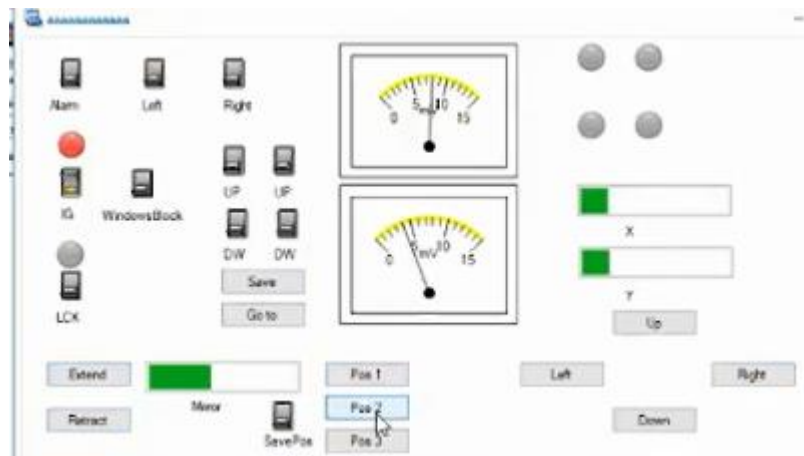 Alarm Left Right
0 5 mV 10 15
IG WindowsBlock UP UP
DW DW
0 5 mV 10 15
X
Save
Y
LCK Go to Up
Extend Pos 1 Left Right
Mirror Pos 2
Retract SavePos Down
Pos 3